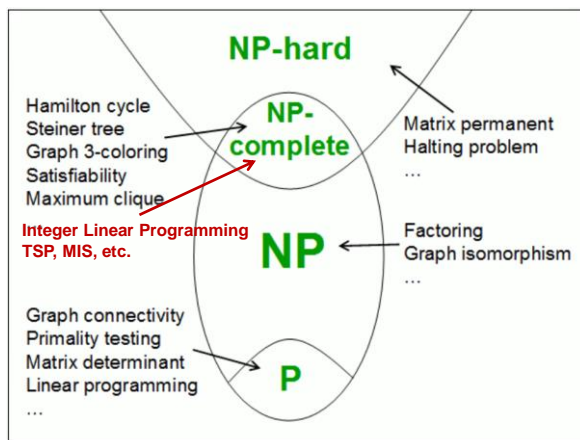 NP-hard
Hamilton cycle
Steiner tree
Graph 3-coloring
Satisfiability
Maximum clique
NP-
complete
Matrix permanent
Halting problem
...
Integer Linear Programming
TSP, MIS, etc.
NP
Factoring
Graph isomorphism
...
Graph connectivity
Primality testing
Matrix determinant
Linear programming
...
P